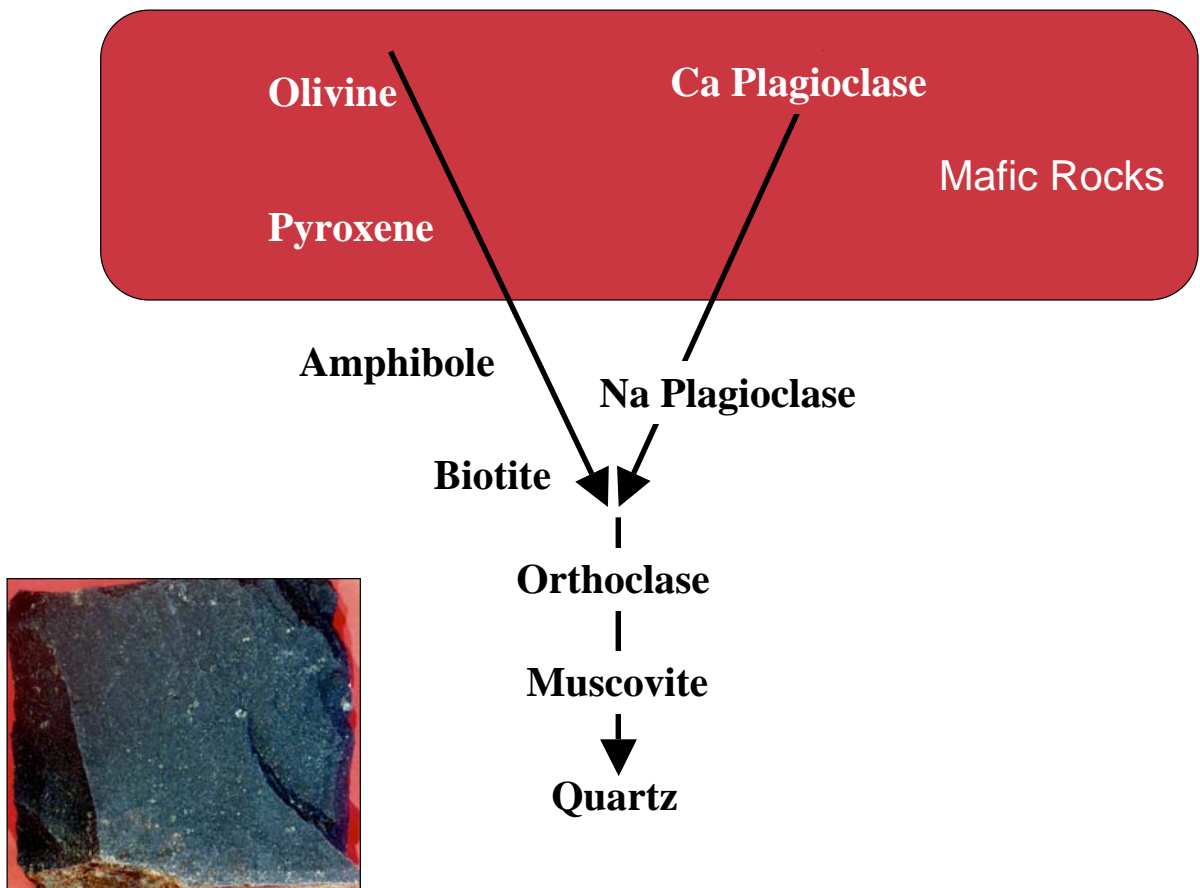 Olivine
Ca Plagioclase
Mafic Rocks
Pyroxene
Amphibole
Na Plagioclase
Biotite
Orthoclase
Muscovite
Quartz